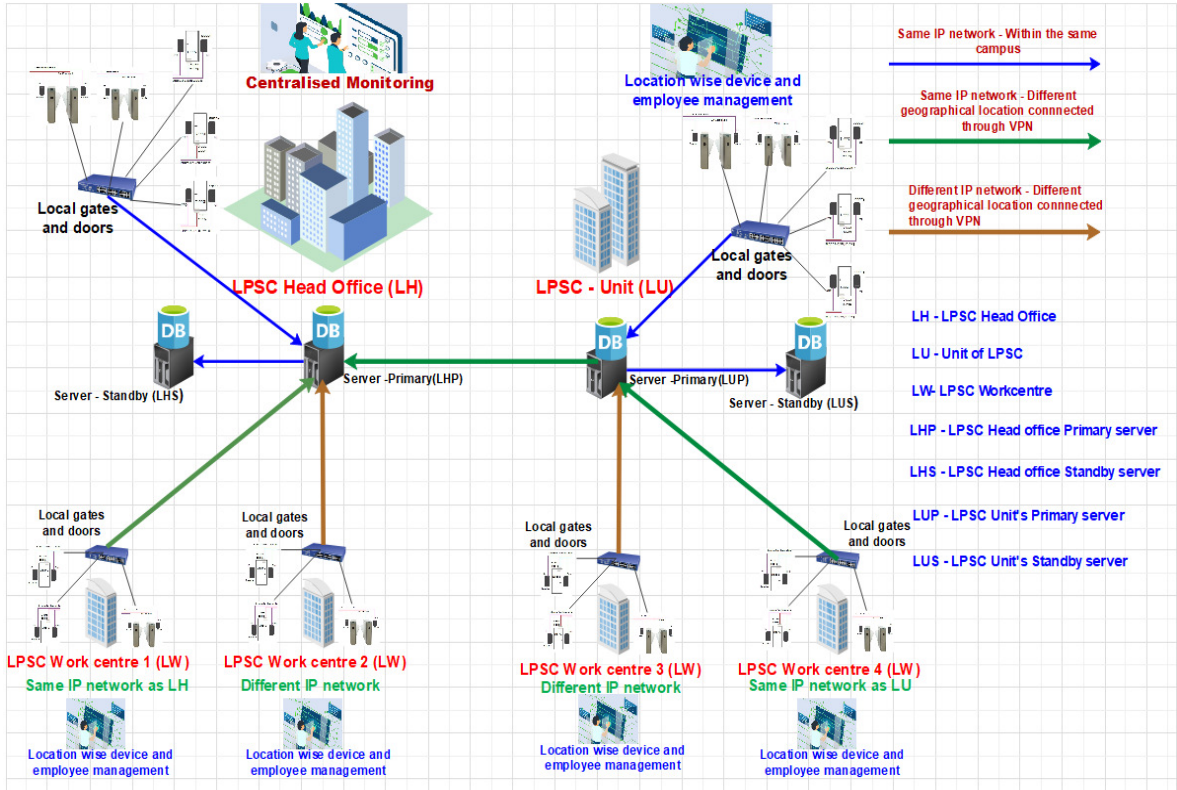 Centralised Monitoring
Location wise device and
employee management
Same IP network - Within the same
campus
Same IP network - Different
geographical location connnected
through VPN
Different IP network - Different
geographical location connnected
through VPN
Local gates
and doors
Local gates
and doors
LPSC Head Office (LH)
LPSC - Unit (LU)
DB
DB
DB
DB
Server - Standby (LHS)
Server -Primary(LHP)
Server -Primary(LUP)
Server - Standby (LUS)
LH - LPSC Head Office
LU - Unit of LPSC
LW- LPSC Workcentre
LHP - LPSC Head office Primary server
LHS - LPSC Head office Standby server
LUP - LPSC Unit's Primary server
LUS - LPSC Unit's Standby server
Local gates
and doors
Local gates
and doors
Local gates
and doors
Local gates
and doors
LPSC Work centre 1 (LW)
Same IP network as LH
LPSC Work centre 2 (LW)
Different IP network
LPSC Work centre 3 (LW)
Different IP network
LPSC Work centre 4 (LW)
Same IP network as LU
Location wise device and
employee management
Location wise device and
employee management
Location wise device and
employee management
Location wise device and
employee management